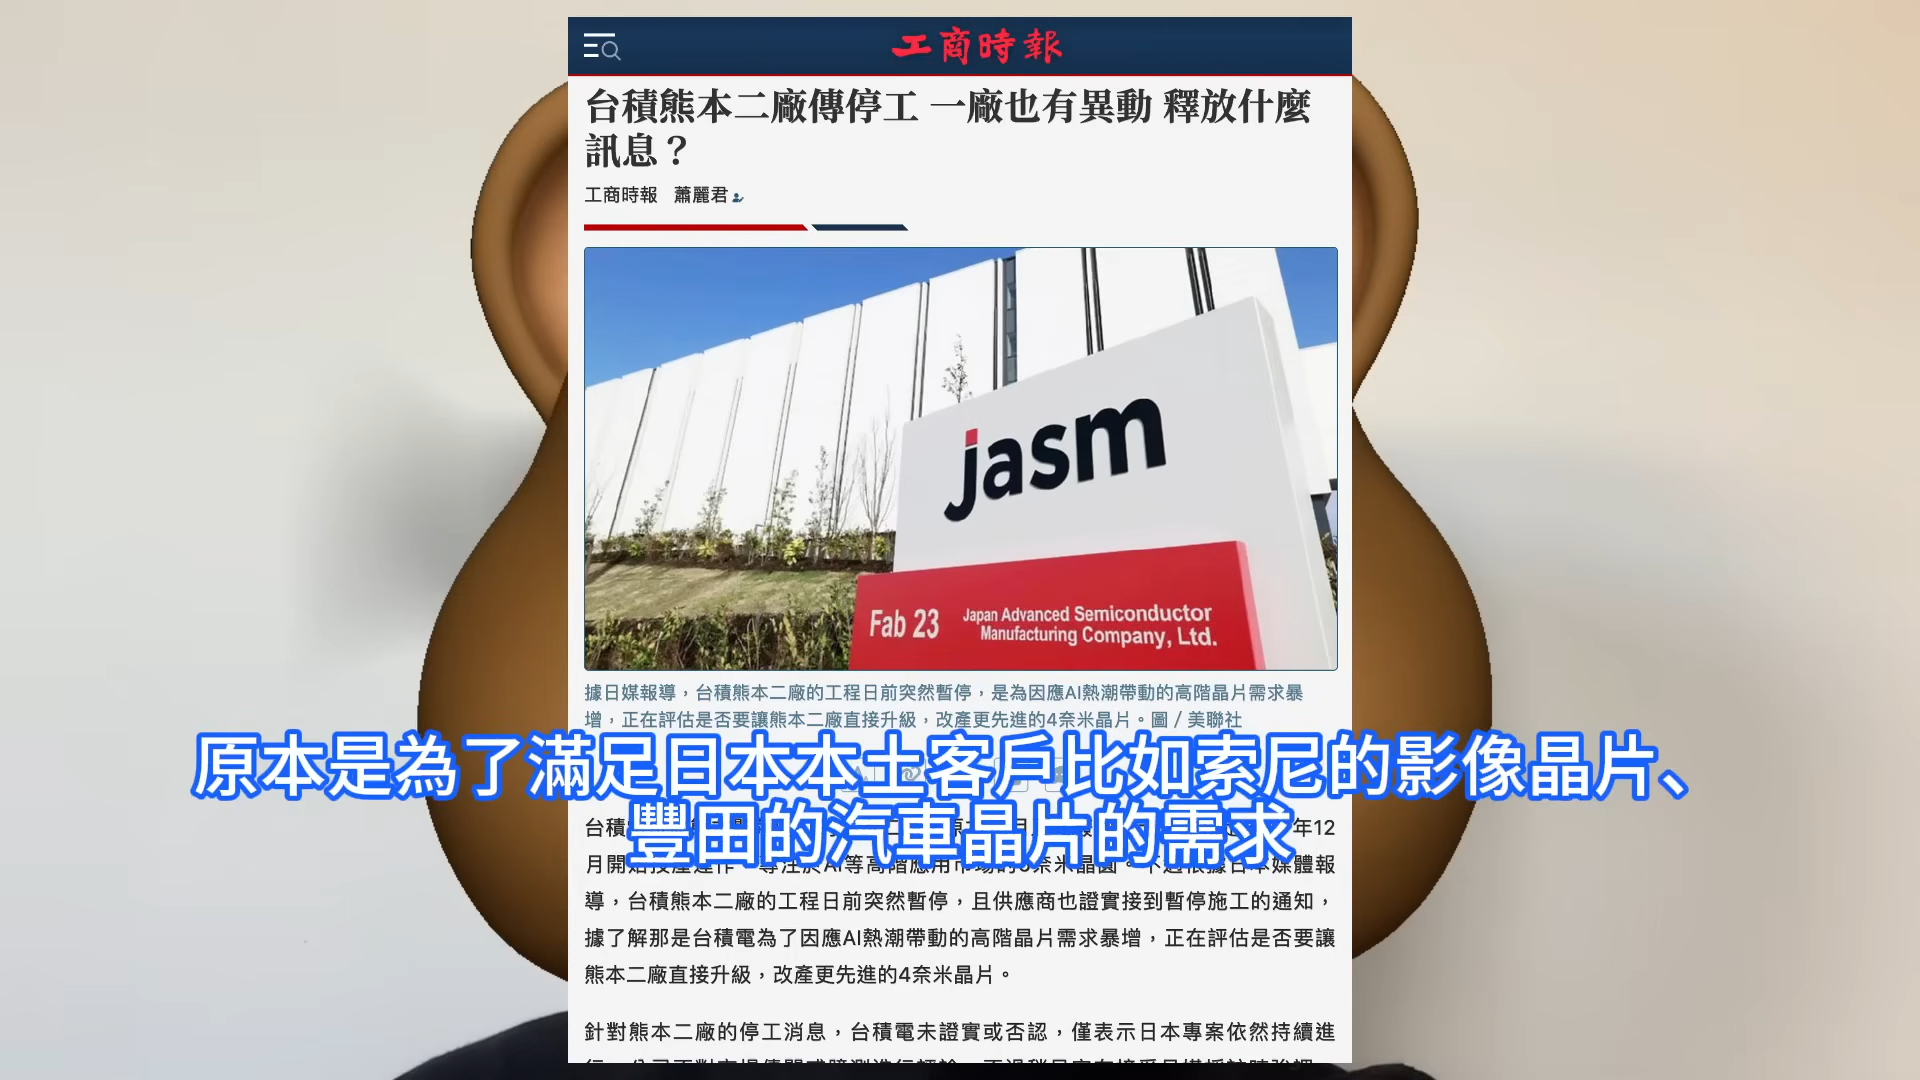 工商時報
台積熊本二廠傳停工 一廠也有異動 釋放什麼
訊息？
工商時報 蕭麗君
jasm
Fab 23
Japan Advanced Semiconductor
Manufacturing Company, Ltd.
據日媒報導，台積熊本二廠的工程日前突然暫停，是為因應AI熱潮帶動的高階晶片需求暴
增，正在評估是否要讓熊本二廠直接升級，改產更先進的4奈米晶片。圖／美聯社
原本是為了滿足日本本土客戶比如索尼的影像晶片、
豐田的汽車晶片的需求
台積
年12
導，台積熊本二廠的工程日前突然暫停，且供應商也證實接到暫停施工的通知，
據了解那是台積電為了因應AI熱潮帶動的高階晶片需求暴增，正在評估是否要讓
熊本二廠直接升級，改產更先進的4奈米晶片。
針對熊本二廠的停工消息，台積電未證實或否認，僅表示日本專案依然持續進